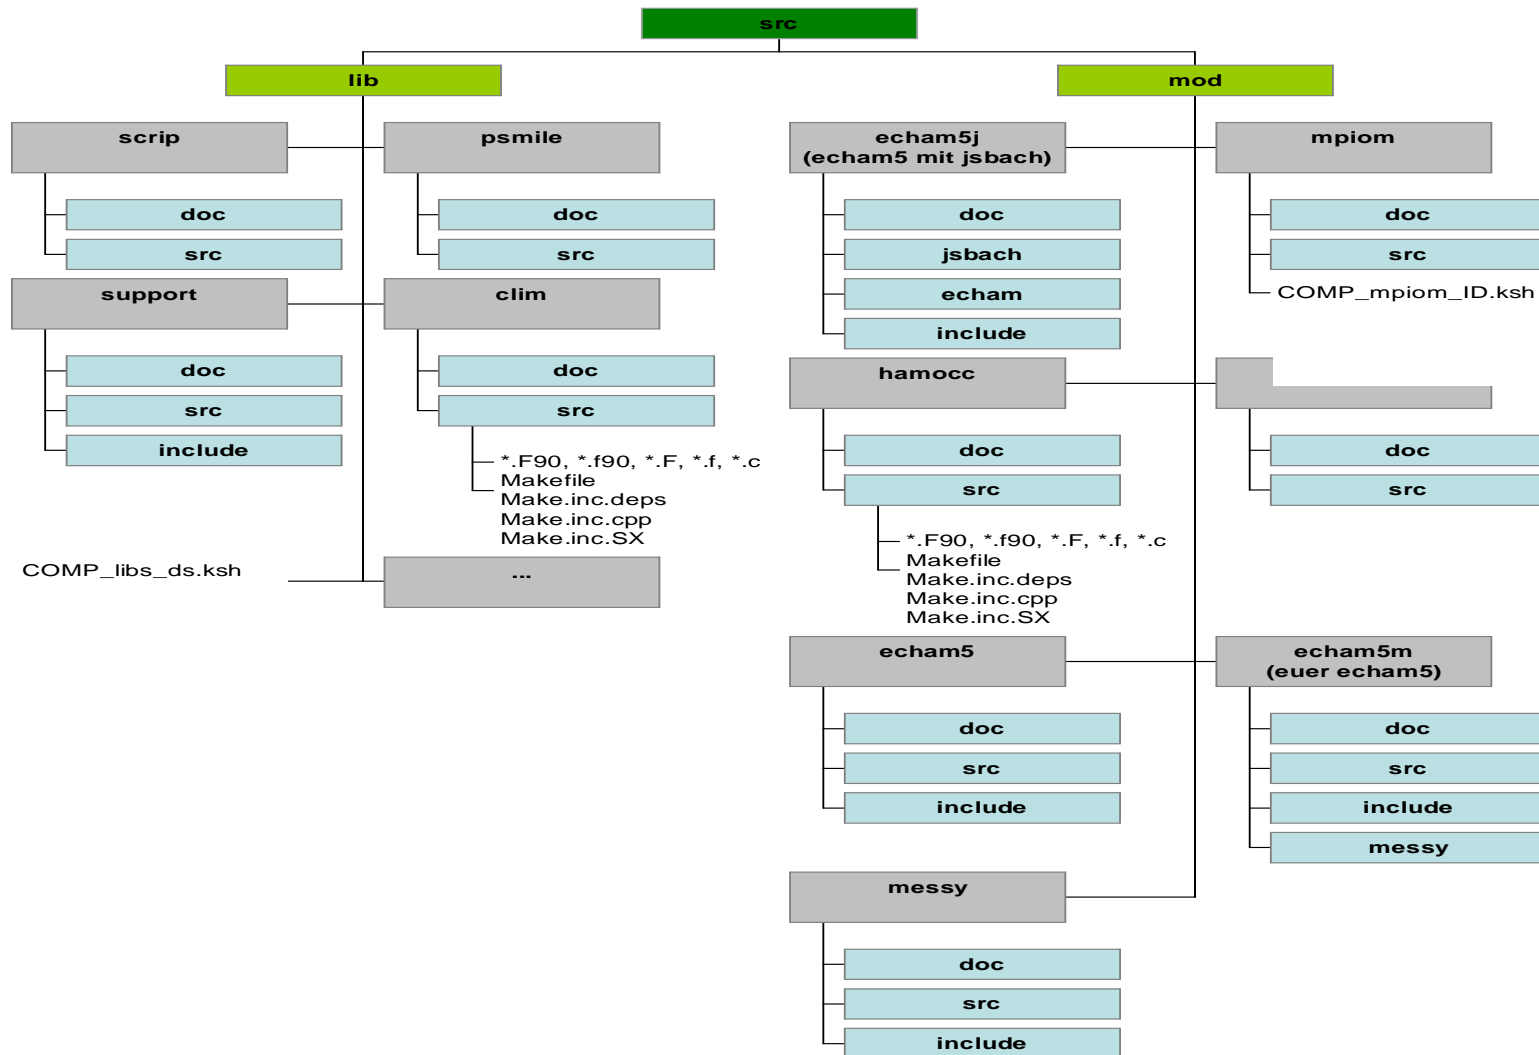 src
lib
mod
scrip
psmile
doc
src
doc
src
support
clim
doc
src
include
doc
src
*.F90, *.f90, *.F, *.f, *.c
Makefile
Make.inc.deps
Make.inc.cpp
Make.inc.SX
COMP_libs_ds.ksh
...
echam5j
(echam5 mit jsbach)
mpiom
doc
jsbach
echam
include
doc
src
COMP_mpiom_ID.ksh
hamocc
doc
src
*.F90, *.f90, *.F, *.f, *.c
Makefile
Make.inc.deps
Make.inc.cpp
Make.inc.SX
doc
src
echam5
echam5m
(euer echam5)
doc
src
include
doc
src
include
messy
messy
doc
src
include